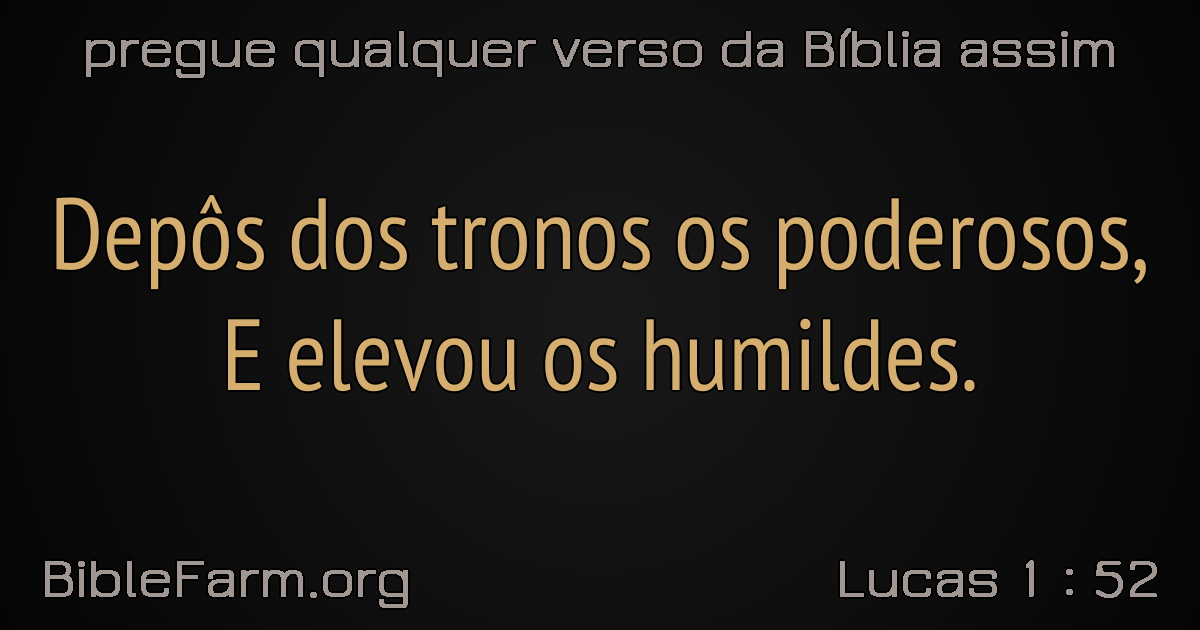 pregue qualquer verso da Bíblia assim
Depôs dos tronos os poderosos,
E elevou os humildes.
BibleFarm.org
Lucas 1 : 52